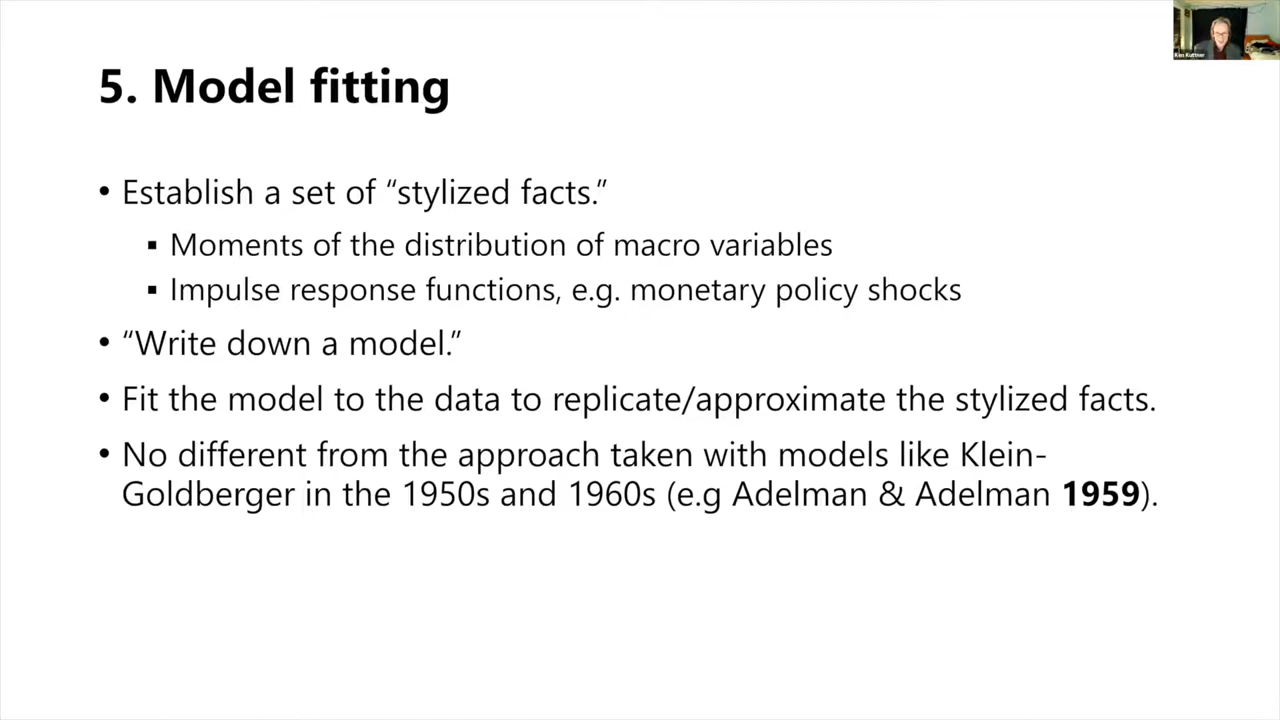 Ken Kuttner
5. Model fitting
• Establish a set of “stylized facts.”
▪ Moments of the distribution of macro variables
▪ Impulse response functions, e.g. monetary policy shocks
• “Write down a model.”
• Fit the model to the data to replicate/approximate the stylized facts.
• No different from the approach taken with models like Klein-
Goldberger in the 1950s and 1960s (e.g Adelman & Adelman 1959).